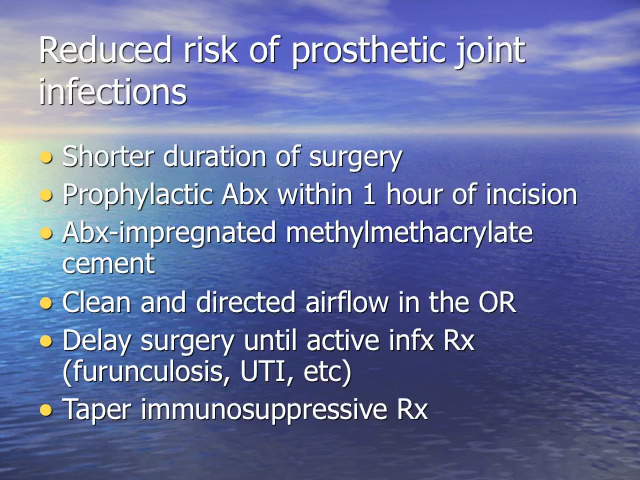 Reduced risk of prosthetic joint
infections
• Shorter duration of surgery
• Prophylactic Abx within 1 hour of incision
• Abx-impregnated methylmethacrylate
cement
• Clean and directed airflow in the OR
• Delay surgery until active infx Rx
(furunculosis, UTI, etc)
• Taper immunosuppressive Rx